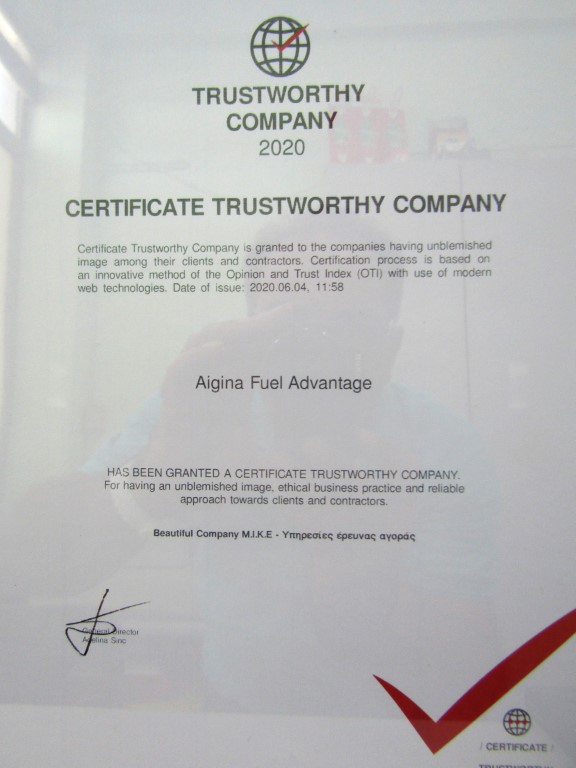 TRUSTWORTHY
COMPANY
2020
CERTIFICATE TRUSTWORTHY COMPANY
Certificate Trustworthy Company is granted to the companies having unblemished
image among their clients and contractors. Certification process is based on
an innovative method of the Opinion and Trust Index (OTI) with use of modern
web technologies. Date of issue: 2020.06.04, 11:58
Aigina Fuel Advantage
HAS BEEN GRANTED A CERTIFICATE TRUSTWORTHY COMPANY.
For having an unblemished image, ethical business practice and reliable
approach towards clients and contractors.
Beautiful Company M.I.K.E - Υπηρεσίες έρευνας αγοράς
General Director
Adelina Sinc
/ CERTIFICATE /
TRUSTWORTHY